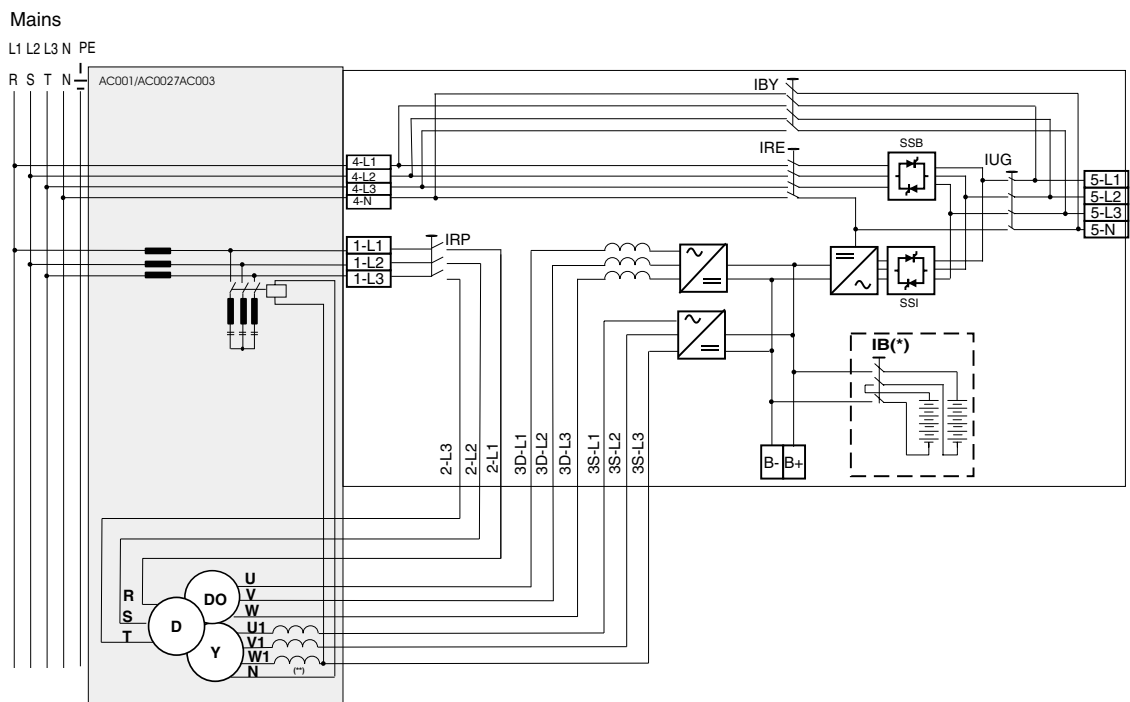 Mains
L1 L2 L3 N PE
R S T N
AC001/AC0027AC003
IBY
IRE
SSB
IUG
4-L1
4-L2
4-L3
4-N
5-L1
5-L2
5-L3
5-N
1-L1
1-L2
1-L3
IRP
SSI
IB(*)
2-L3
2-L2
2-L1
3D-L1
3D-L2
3D-L3
3S-L1
3S-L2
3S-L3
B- B+
R
S
T
D
DO
Y
U
V
W
U1
V1
W1
N
(**)